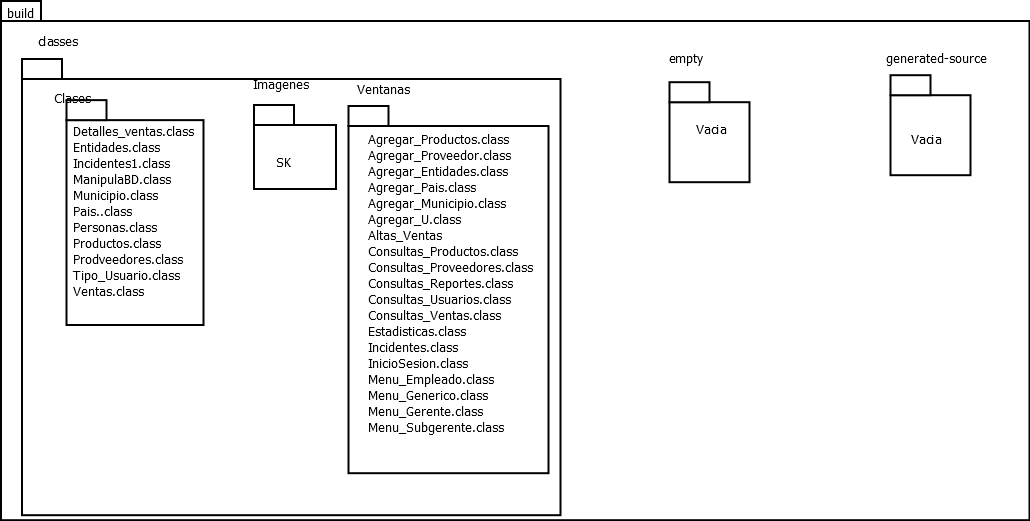 build
classes
Clases
Detalles_ventas.class
Entidades.class
Incidentes1.class
ManipulaBD.class
Municipio.class
Pais..class
Personas.class
Productos.class
Prodveedores.class
Tipo_Usuario.class
Ventas.class
Imagenes
SK
Ventanas
Agregar_Productos.class
Agregar_Proveedor.class
Agregar_Entidades.class
Agregar_Pais.class
Agregar_Municipio.class
Agregar_U.class
Altas_Ventas
Consultas_Productos.class
Consultas_Proveedores.class
Consultas_Reportes.class
Consultas_Usuarios.class
Consultas_Ventas.class
Estadisticas.class
Incidentes.class
InicioSesion.class
Menu_Empleado.class
Menu_Generico.class
Menu_Gerente.class
Menu_Subgerente.class
empty
Vacia
generated-source
Vacia